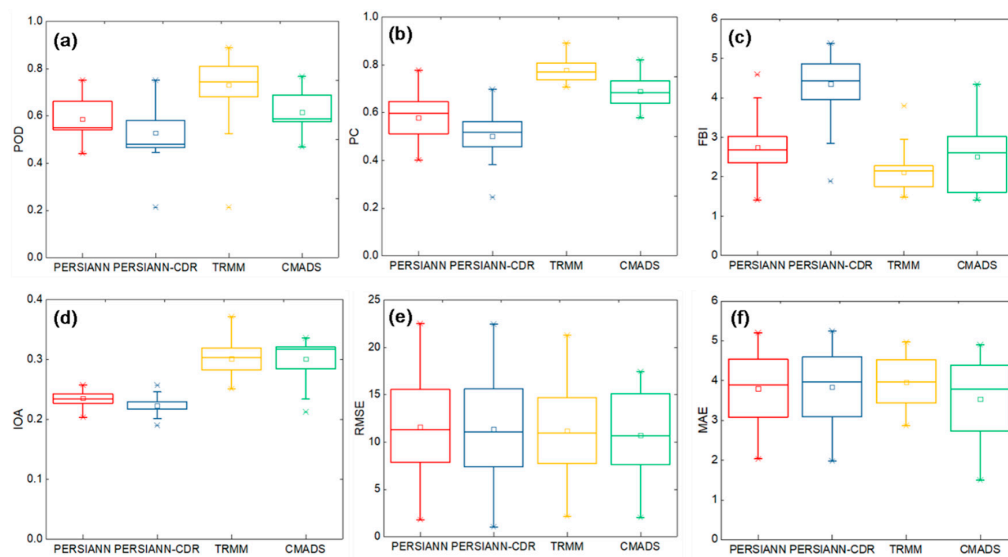 (a)
POD
1.0
0.8
0.6
0.4
0.2
0.0
PERSIANN PERSIANN-CDR TRMM CMADS
(b)
PC
1.0
0.8
0.6
0.4
0.2
0.0
PERSIANN PERSIANN-CDR TRMM CMADS
(c)
FBI
6
5
4
3
2
1
0
PERSIANN PERSIANN-CDR TRMM CMADS
(d)
IOA
0.4
0.3
0.2
0.1
0.0
PERSIANN PERSIANN-CDR TRMM CMADS
(e)
RMSE
25
20
15
10
5
0
PERSIANN PERSIANN-CDR TRMM CMADS
(f)
MAE
6
5
4
3
2
1
0
PERSIANN PERSIANN-CDR TRMM CMADS